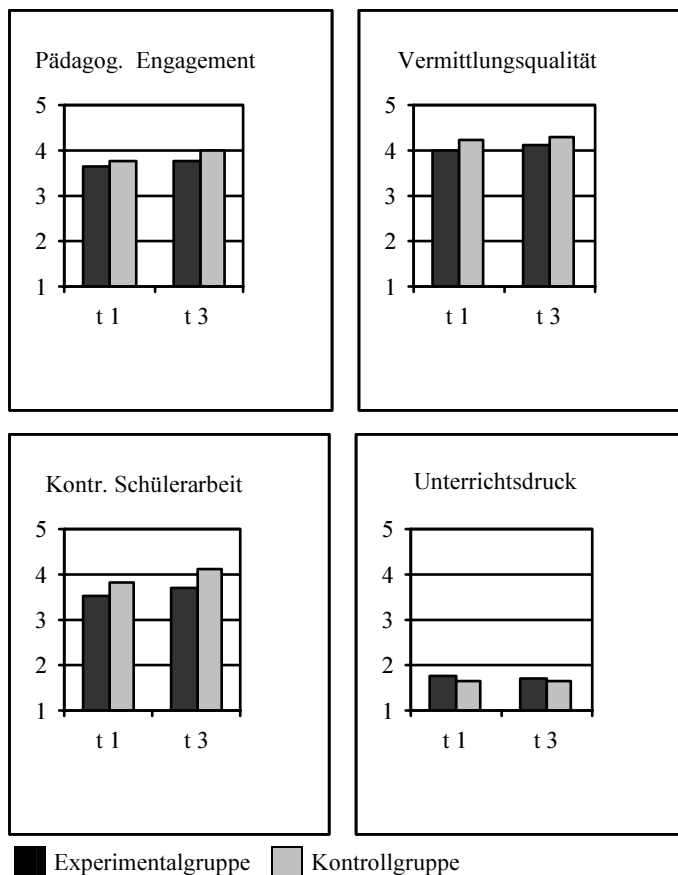 Pädagog. Engagement
5
4
3
2
1
t 1 t 3
Vermittlungsqualität
5
4
3
2
1
t 1 t 3
Kontr. Schülerarbeit
5
4
3
2
1
t 1 t 3
Unterrichtsdruck
5
4
3
2
1
t 1 t 3
Experimentalgruppe Kontrollgruppe